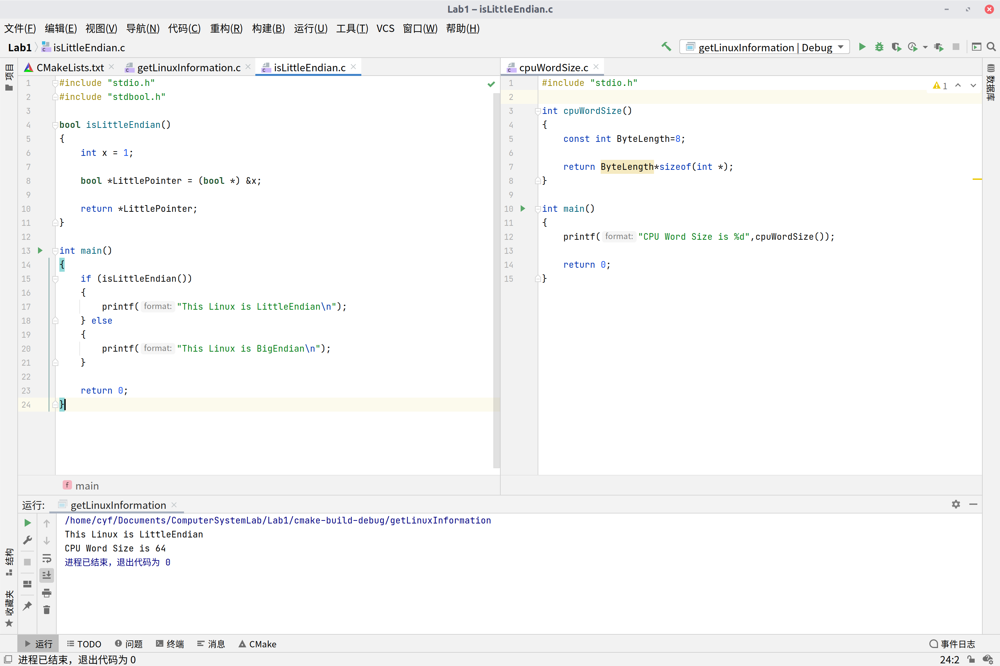 Lab1 – isLittleEndian.c
文件(F) 编辑(E) 视图(V) 导航(N) 代码(C) 重构(R) 构建(B) 运行(U) 工具(T) VCS 窗口(W) 帮助(H)
Lab1 isLittleEndian.c
getLinuxInformation | Debug
项目
CMakeLists.txt getLinuxInformation.c isLittleEndian.c
1 #include "stdio.h"
2 #include "stdbool.h"
3
4 bool isLittleEndian()
5 {
6     int x = 1;
7
8     bool *LittlePointer = (bool *) &x;
9
10     return *LittlePointer;
11 }
12
13 int main()
14 {
15     if (isLittleEndian())
16     {
17         printf( format: "This Linux is LittleEndian\n");
18     } else
19     {
20         printf( format: "This Linux is BigEndian\n");
21     }
22
23     return 0;
24 }
main
cpuWordSize.c
1 #include "stdio.h"
2
3 int cpuWordSize()
4 {
5     const int ByteLength=8;
6
7     return ByteLength*sizeof(int *);
8 }
9
10 int main()
11 {
12     printf( format: "CPU Word Size is %d",cpuWordSize());
13
14     return 0;
15 }
1
数据库
运行: getLinuxInformation
/home/cyf/Documents/ComputerSystemLab/Lab1/cmake-build-debug/getLinuxInformation
This Linux is LittleEndian
CPU Word Size is 64
进程已结束，退出代码为 0
结构
收藏夹
运行 TODO 问题 终端 消息 CMake 事件日志
进程已结束，退出代码为 0 24:2